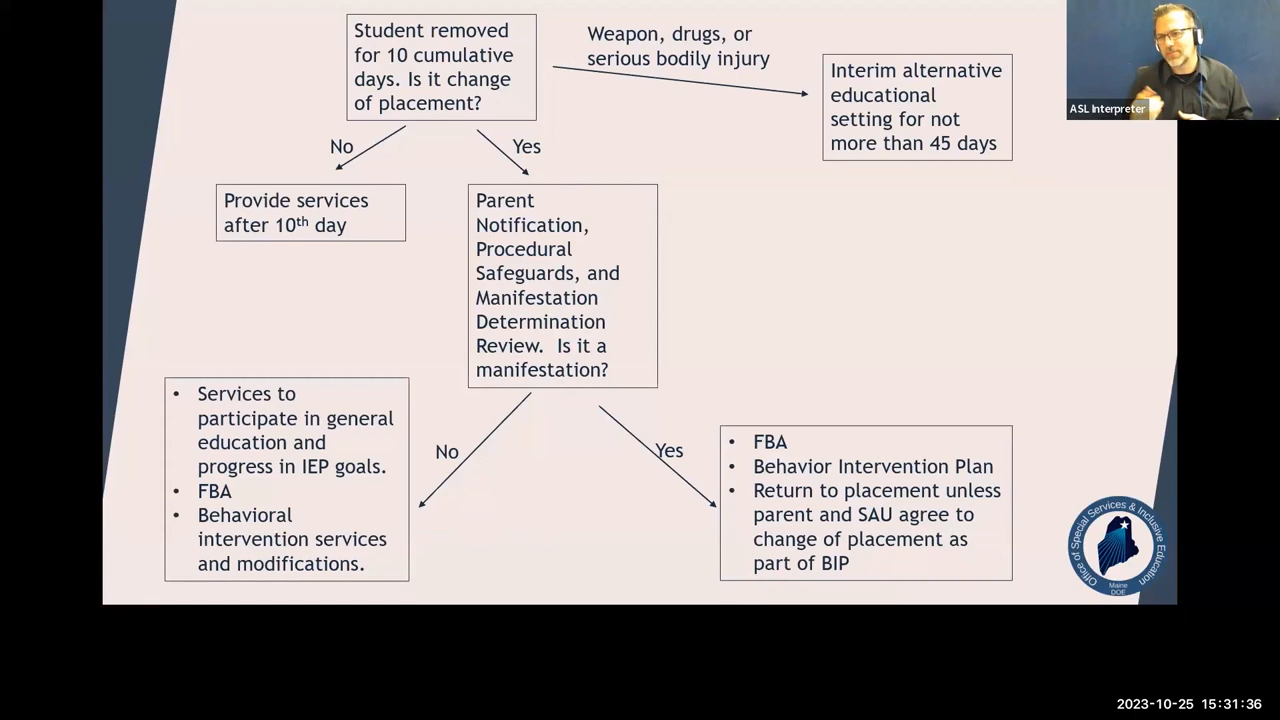 Student removed
for 10 cumulative
days. Is it change
of placement?
Weapon, drugs, or
serious bodily injury
Interim alternative
educational
setting for not
more than 45 days
ASL Interpreter
No
Yes
Provide services
after 10th day
Parent
Notification,
Procedural
Safeguards, and
Manifestation
Determination
Review.  Is it a
manifestation?
• Services to
participate in general
education and
progress in IEP goals.
• FBA
• Behavioral
intervention services
and modifications.
No
Yes
• FBA
• Behavior Intervention Plan
• Return to placement unless
parent and SAU agree to
change of placement as
part of BIP
Office of Special Services & Inclusive Education
Maine
DOE
2023-10-25 15:31:36